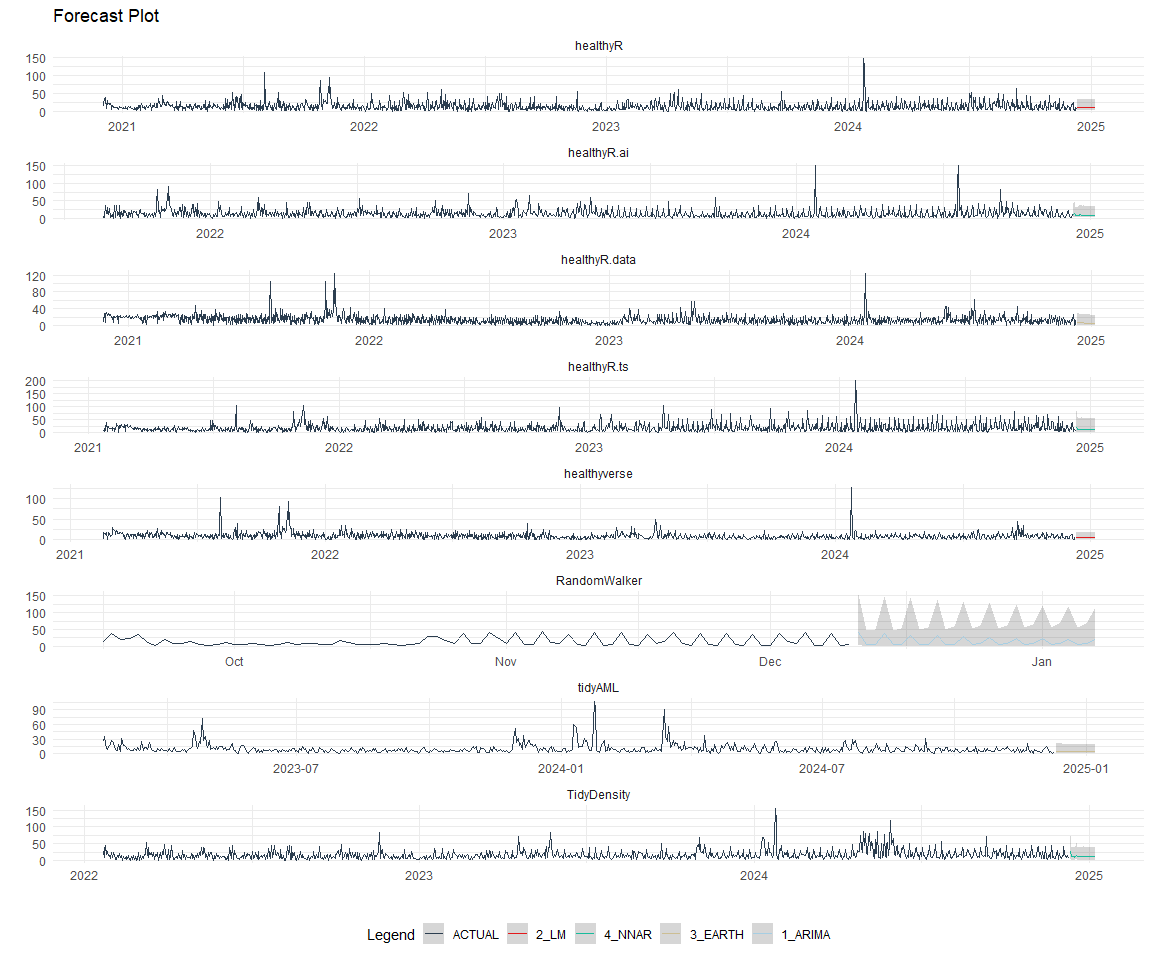 Forecast Plot
healthyR
150
100
50
0
2021 2022 2023 2024 2025
healthyR.ai
150
100
50
0
2022 2023 2024 2025
healthyR.data
120
80
40
0
2021 2022 2023 2024 2025
healthyR.ts
200
150
100
50
0
2021 2022 2023 2024 2025
healthyverse
100
50
0
2021 2022 2023 2024 2025
RandomWalker
150
100
50
0
Oct Nov Dec Jan
tidyAML
90
60
30
0
2023-07 2024-01 2024-07 2025-01
TidyDensity
150
100
50
0
2022 2023 2024 2025
Legend ACTUAL 2_LM 4_NNAR 3_EARTH 1_ARIMA